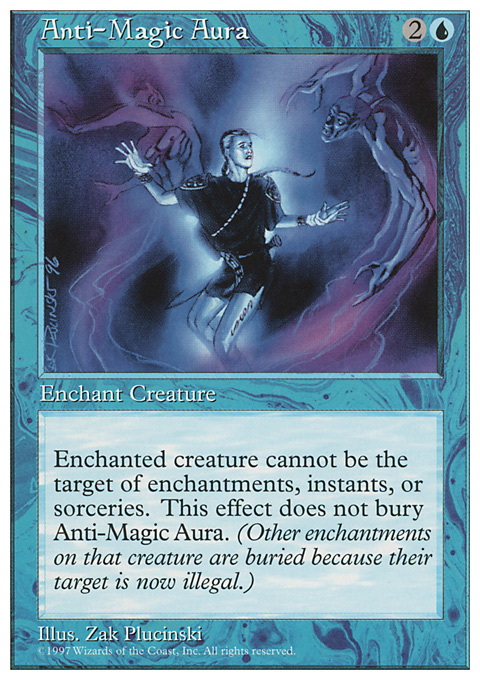 Anti-Magic Aura 2
Enchant Creature
Enchanted creature cannot be the
target of enchantments, instants, or
sorceries. This effect does not bury
Anti-Magic Aura. (Other enchantments
on that creature are buried because their
target is now illegal.)
Illus. Zak Plucinski
©1997 Wizards of the Coast, Inc. All rights reserved.